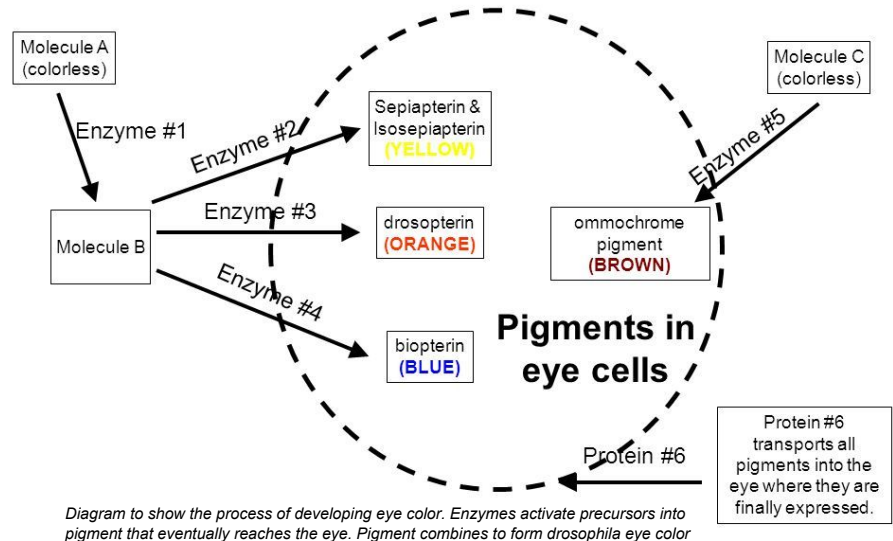 Molecule A
(colorless)
Enzyme #1
Molecule B
Enzyme #2
Sepiapterin &
Isosepiapterin
(YELLOW)
Enzyme #3
drosopterin
(ORANGE)
Enzyme #4
biopterin
(BLUE)
Molecule C
(colorless)
Enzyme #5
ommochrome
pigment
(BROWN)
Pigments in
eye cells
Protein #6
Protein #6
transports all
pigments into the
eye where they are
finally expressed.
Diagram to show the process of developing eye color. Enzymes activate precursors into
pigment that eventually reaches the eye. Pigment combines to form drosophila eye color